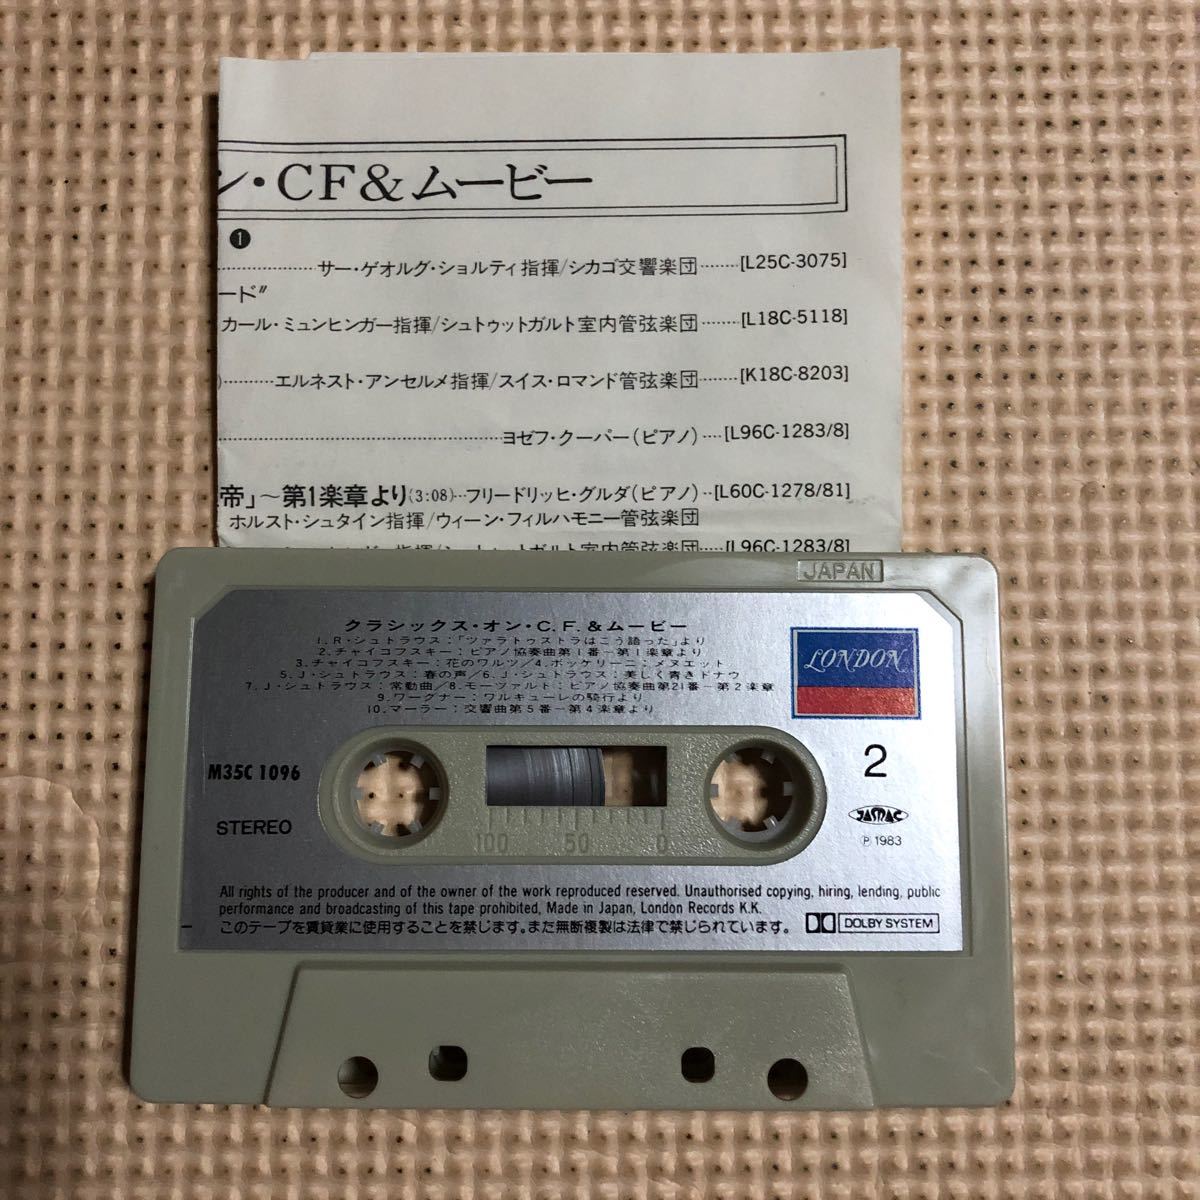 ン・CF&ムービー
❶
サー・ゲオルグ・ショルティ指揮/シカゴ交響楽団.......[L25C-3075]
ード"
カール・ミュンヒンガー指揮/シュトゥットガルト室内管弦楽団.......[L18C-5118]
)..........エルネスト・アンセルメ指揮/スイス・ロマンド管弦楽団.......[K18C-8203]
ヨゼフ・クーパー(ピアノ)....[L96C-1283/8]
帝」〜第1楽章より(3:08)...フリードリッヒ・グルダ(ピアノ)..[L60C-1278/81]
ホルスト・シュタイン指揮/ウィーン・フィルハモニー管弦楽団
指揮/シュトゥットガルト室内管弦楽団.....[L96C-1283/8]
JAPAN
クラシックス・オン・C.F.&ムービー
1. R・シュトラウス:「ツァラトゥストラはこう語った」より
2. チャイコフスキー:ピアノ協奏曲第1番−第1楽章より
3. チャイコフスキー:花のワルツ/4. ボッケリーニ:メヌエット
5. J・シュトラウス:春の声/6. J・シュトラウス:美しく青きドナウ
7. J・シュトラウス:常動曲/8. モーツァルト:ピアノ協奏曲第21番−第2楽章
9. ワーグナー:ワルキューレの騎行より
10. マーラー:交響曲第5番−第4楽章より
LONDON
M35C 1096
2
STEREO
100 50 0
JASRAC
Ⓟ 1983
All rights of the producer and of the owner of the work reproduced reserved. Unauthorised copying, hiring, lending, public
performance and broadcasting of this tape prohibited, Made in Japan, London Records K.K.
このテープを賃貸業に使用することを禁じます。また無断複製は法律で禁じられています。
DOLBY SYSTEM